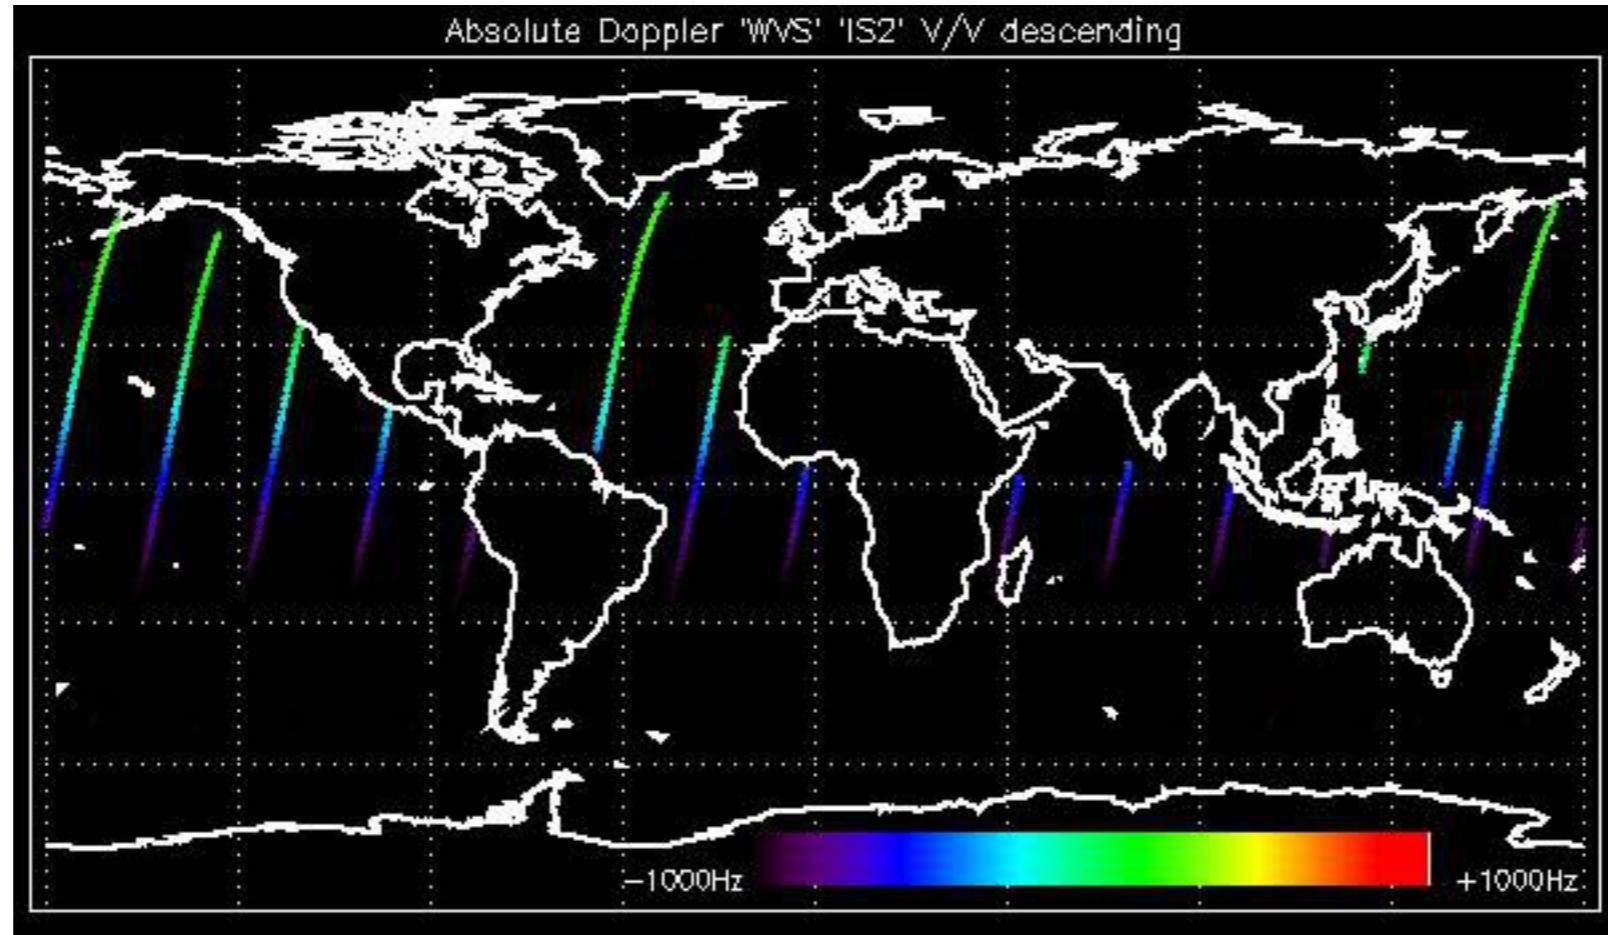 Absolute Doppler 'WVS' 'IS2' V/V descending
−1000Hz
+1000Hz